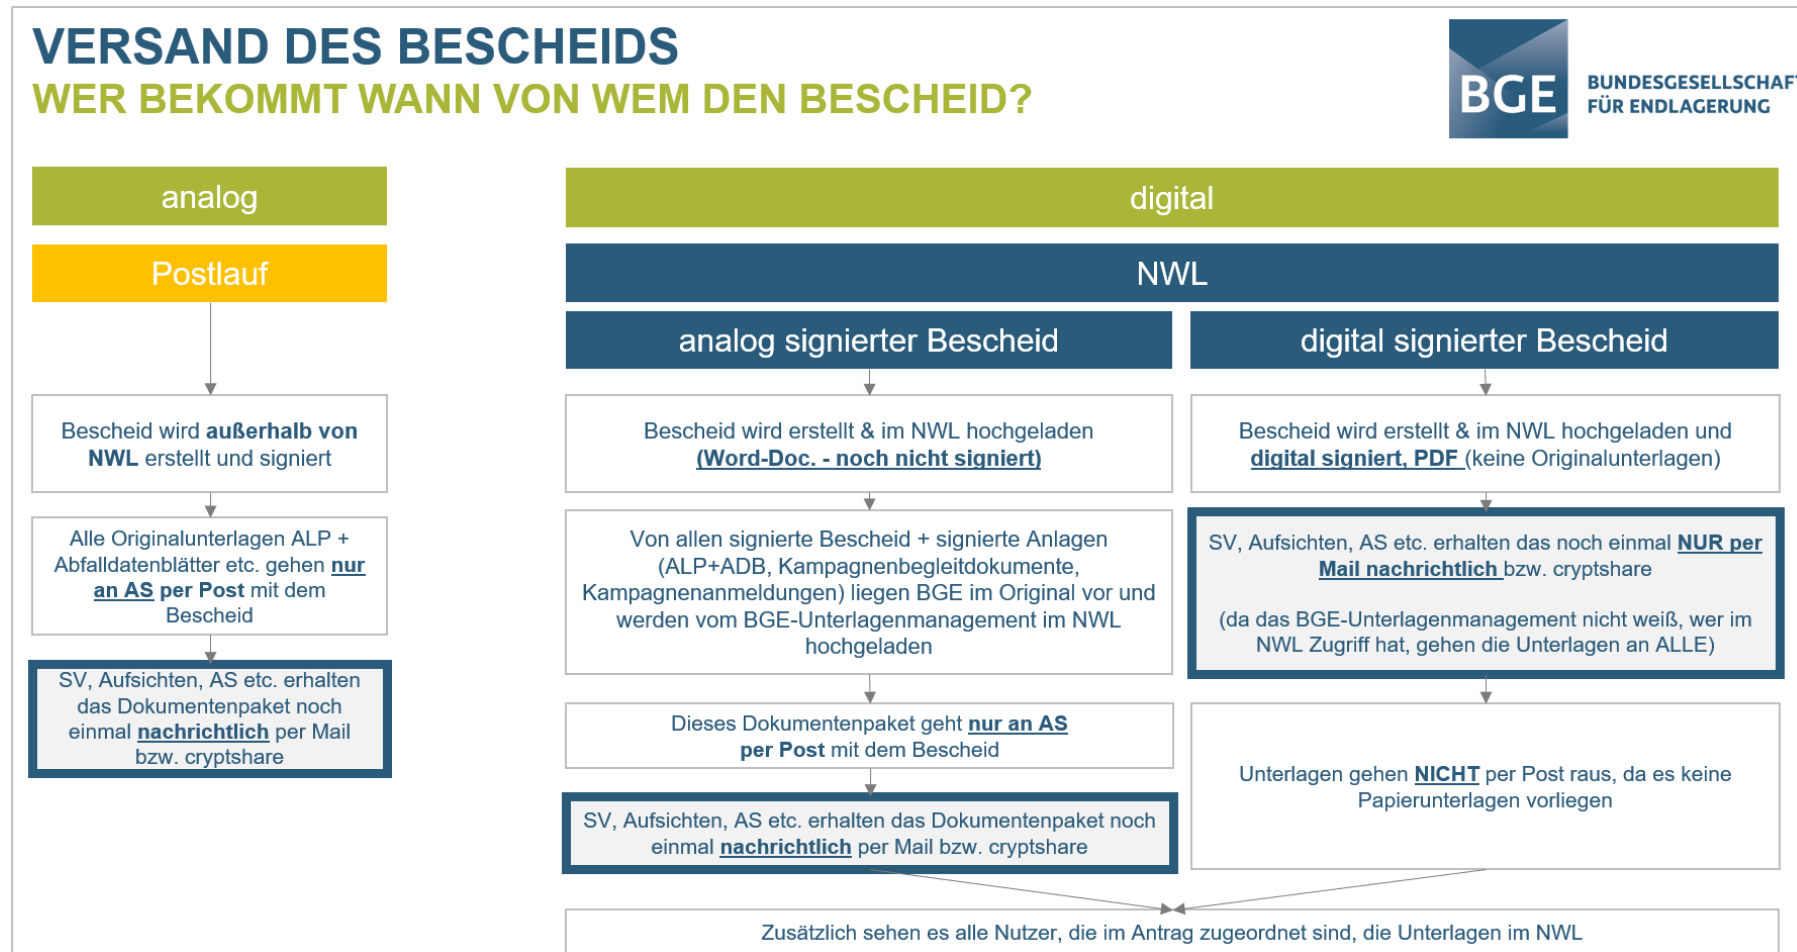 VERSAND DES BESCHEIDS
WER BEKOMMT WANN VON WEM DEN BESCHEID?
BGE
BUNDESGESELLSCHAFT
FÜR ENDLAGERUNG
analog
Postlauf
Bescheid wird außerhalb von
NWL erstellt und signiert
Alle Originalunterlagen ALP +
Abfalldatenblätter etc. gehen nur
an AS per Post mit dem
Bescheid
SV, Aufsichten, AS etc. erhalten
das Dokumentenpaket noch
einmal nachrichtlich per Mail
bzw. cryptshare
digital
NWL
analog signierter Bescheid
Bescheid wird erstellt & im NWL hochgeladen
(Word-Doc. - noch nicht signiert)
Von allen signierte Bescheid + signierte Anlagen
(ALP+ADB, Kampagnenbegleitdokumente,
Kampagnenanmeldungen) liegen BGE im Original vor und
werden vom BGE-Unterlagenmanagement im NWL
hochgeladen
Dieses Dokumentenpaket geht nur an AS
per Post mit dem Bescheid
SV, Aufsichten, AS etc. erhalten das Dokumentenpaket noch
einmal nachrichtlich per Mail bzw. cryptshare
digital signierter Bescheid
Bescheid wird erstellt & im NWL hochgeladen und
digital signiert, PDF (keine Originalunterlagen)
SV, Aufsichten, AS etc. erhalten das noch einmal NUR per
Mail nachrichtlich bzw. cryptshare
(da das BGE-Unterlagenmanagement nicht weiß, wer im
NWL Zugriff hat, gehen die Unterlagen an ALLE)
Unterlagen gehen NICHT per Post raus, da es keine
Papierunterlagen vorliegen
Zusätzlich sehen es alle Nutzer, die im Antrag zugeordnet sind, die Unterlagen im NWL